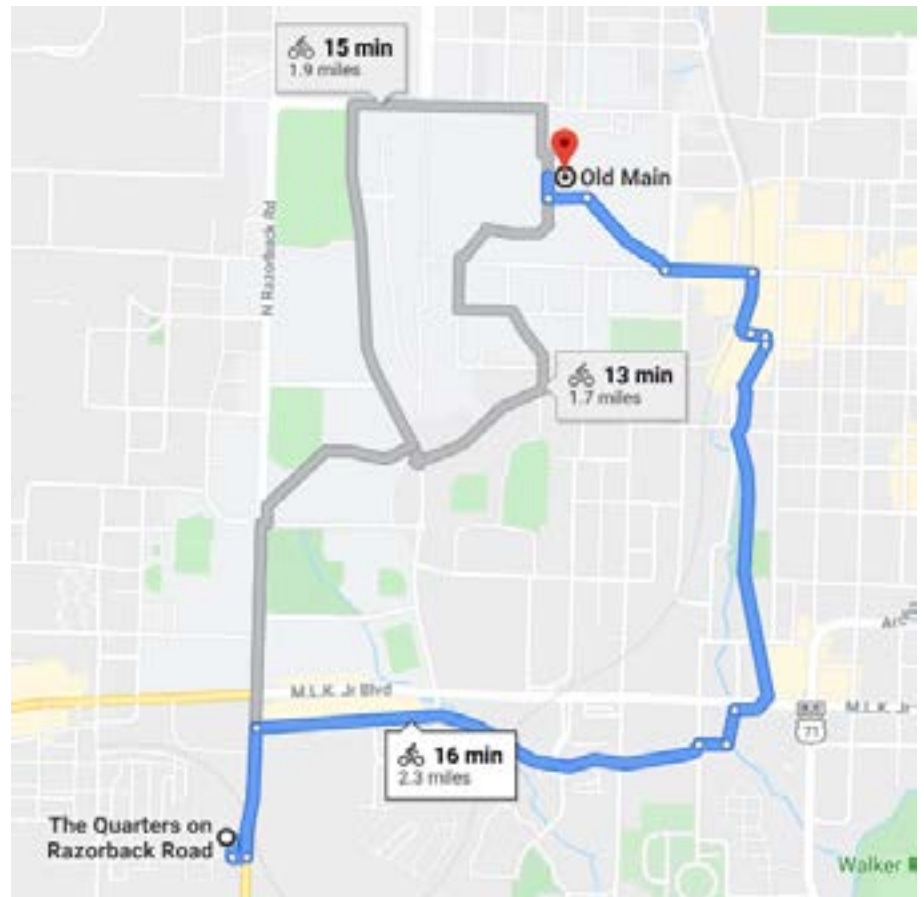 15 min
1.9 miles
Old Main
N Razorback Rd
13 min
1.7 miles
M.L.K. Jr Blvd
71
M.L.K. Jr
16 min
2.3 miles
The Quarters on
Razorback Road
Walker